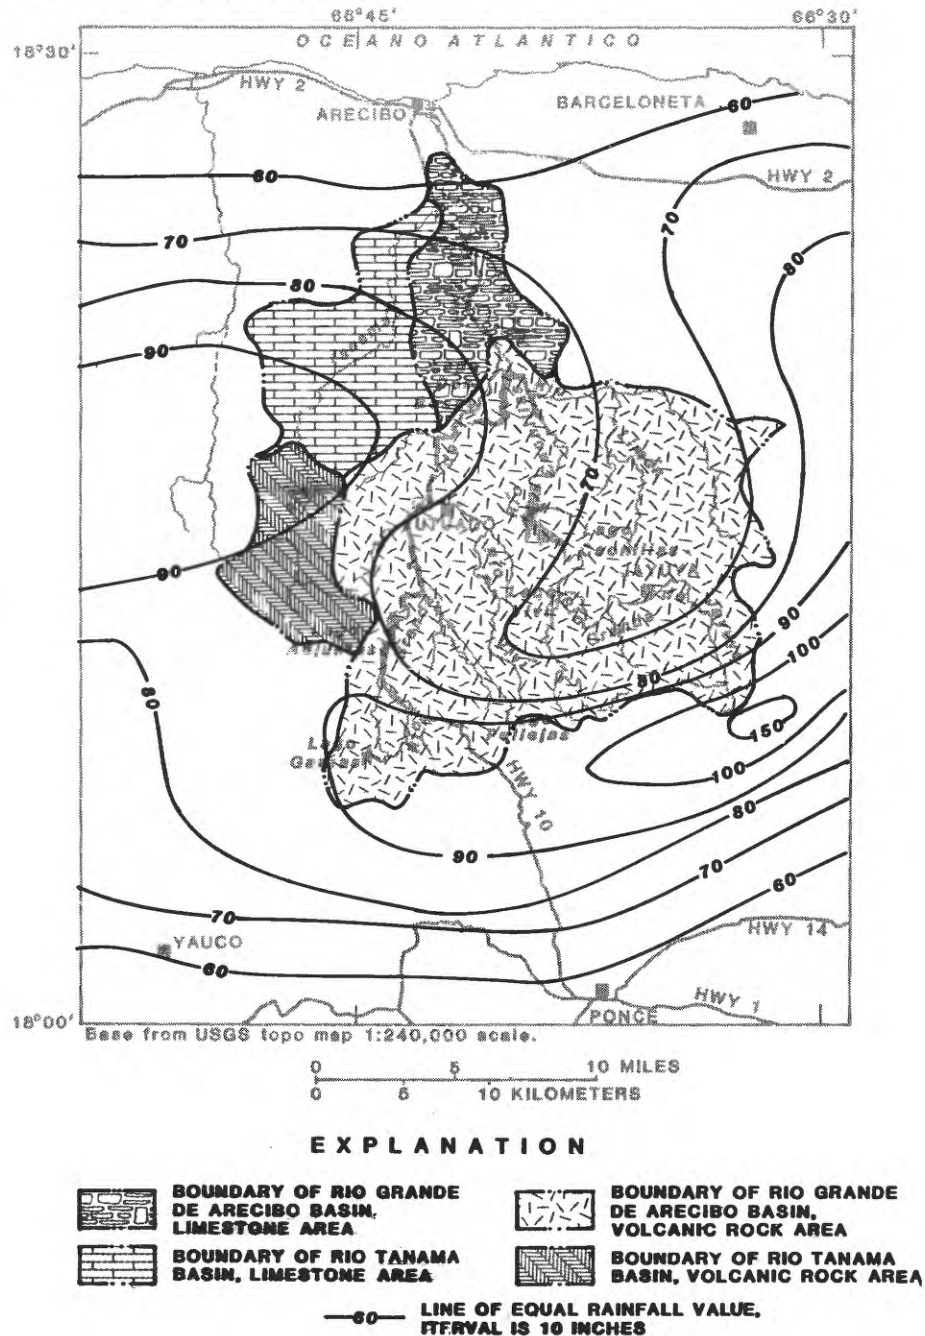 66°45' 66°30'
OCEANO ATLANTICO
18°30'
HWY 2
ARECIBO
BARCELONETA
60
HWY 2
60
70
70
80
80
90
70
90
90
100
80
80
150
100
HWY 10
80
90
70
60
70
HWY 14
YAUCO
60
HWY 1
PONCE
18°00'
Base from USGS topo map 1:240,000 scale.
0 5 10 MILES
0 5 10 KILOMETERS
EXPLANATION
BOUNDARY OF RIO GRANDE
DE ARECIBO BASIN,
LIMESTONE AREA
BOUNDARY OF RIO GRANDE
DE ARECIBO BASIN,
VOLCANIC ROCK AREA
BOUNDARY OF RIO TANAMA
BASIN, LIMESTONE AREA
BOUNDARY OF RIO TANAMA
BASIN, VOLCANIC ROCK AREA
60 LINE OF EQUAL RAINFALL VALUE,
ITERVAL IS 10 INCHES